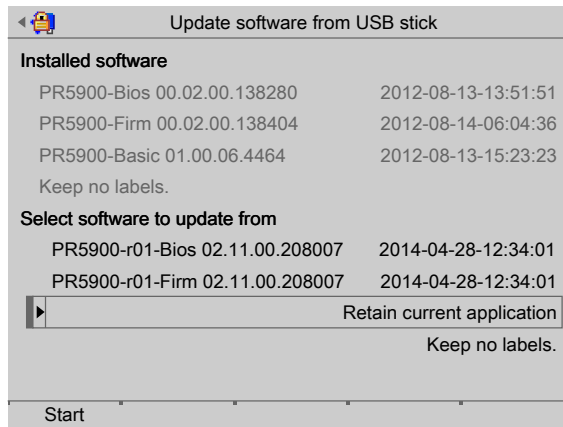 Update software from USB stick
Installed software
PR5900-Bios 00.02.00.138280 2012-08-13-13:51:51
PR5900-Firm 00.02.00.138404 2012-08-14-06:04:36
PR5900-Basic 01.00.06.4464 2012-08-13-15:23:23
Keep no labels.
Select software to update from
PR5900-r01-Bios 02.11.00.208007 2014-04-28-12:34:01
PR5900-r01-Firm 02.11.00.208007 2014-04-28-12:34:01
Retain current application
Keep no labels.
Start